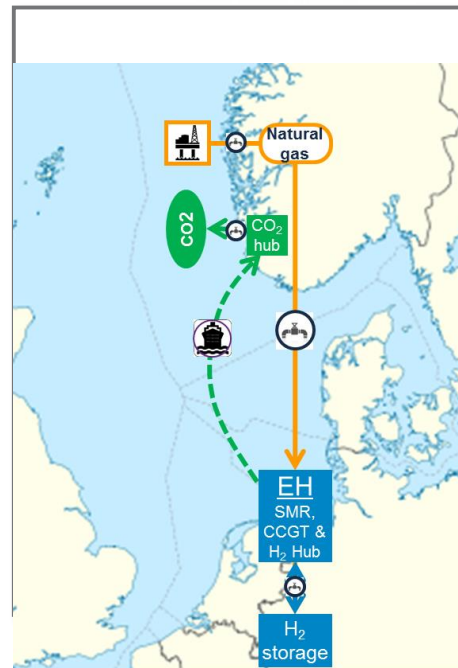 Natural
gas
CO2
CO₂
hub
EH
SMR,
CCGT &
H₂ Hub
H₂
storage